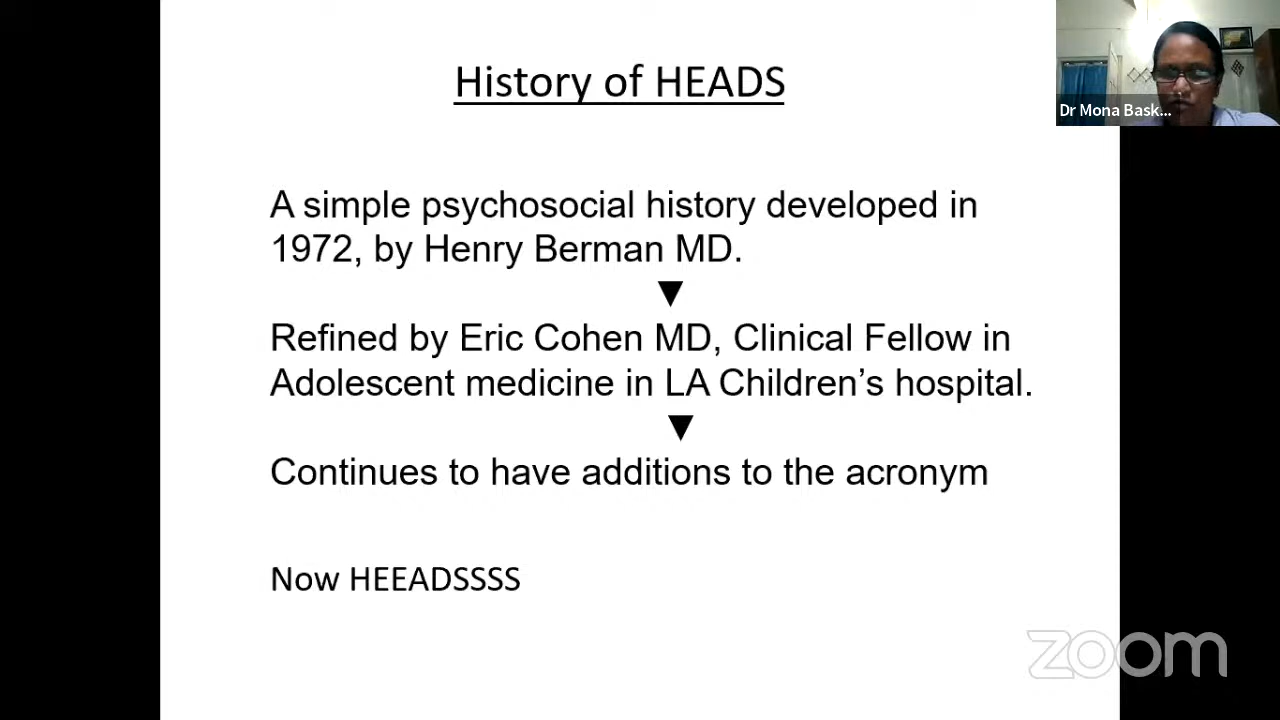 History of HEADS
Dr Mona Bask...
A simple psychosocial history developed in
1972, by Henry Berman MD.
Refined by Eric Cohen MD, Clinical Fellow in
Adolescent medicine in LA Children's hospital.
Continues to have additions to the acronym
Now HEEADSSSS
zoom